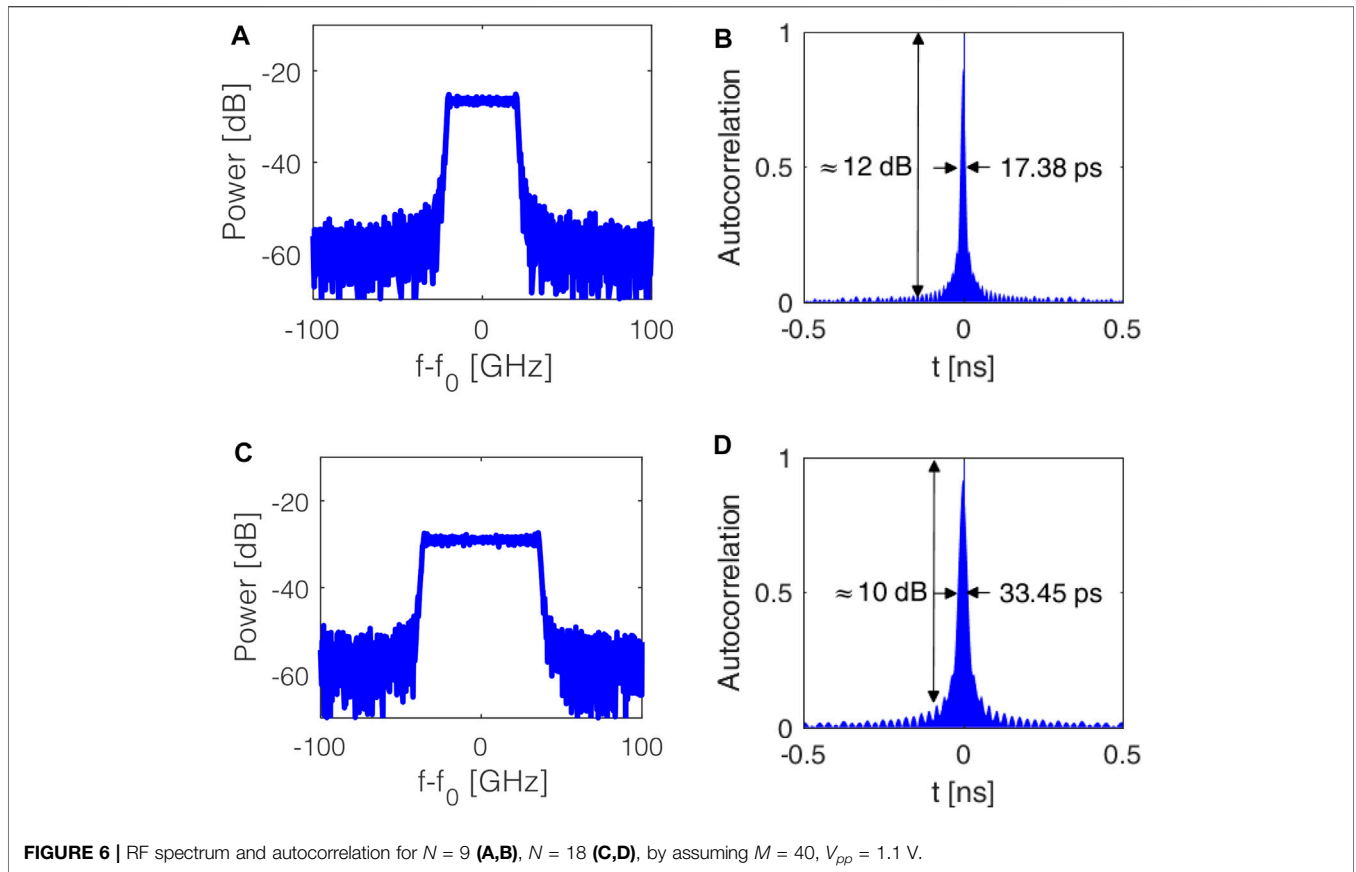 A
Power [dB]
-20
-40
-60
-100
0
100
f-f0 [GHz]
B
Autocorrelation
1
0.5
0
≈ 12 dB
17.38 ps
-0.5
0
0.5
t [ns]
C
Power [dB]
-20
-40
-60
-100
0
100
f-f0 [GHz]
D
Autocorrelation
1
0.5
0
≈ 10 dB
33.45 ps
-0.5
0
0.5
t [ns]
FIGURE 6 | RF spectrum and autocorrelation for N = 9 (A,B), N = 18 (C,D), by assuming M = 40, Vpp = 1.1 V.